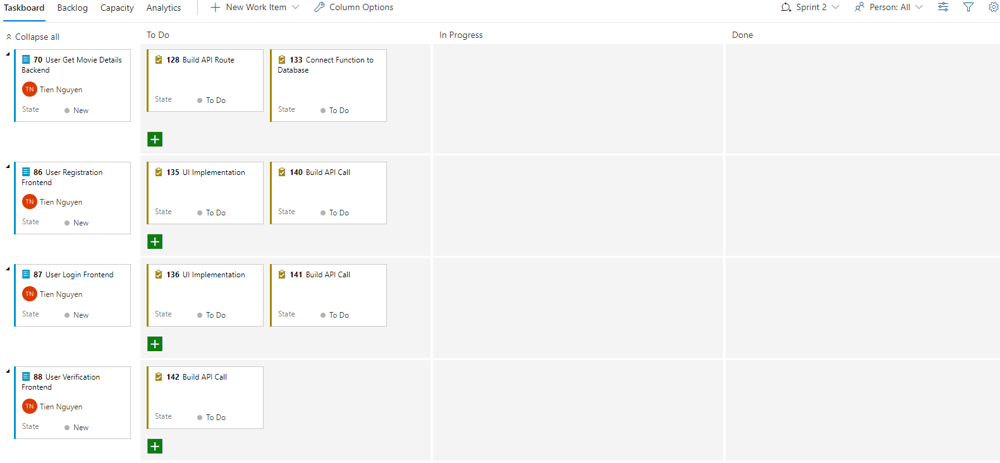 Taskboard Backlog Capacity Analytics New Work Item Column Options Sprint 2 Person: All
Collapse all To Do In Progress Done
70 User Get Movie Details
Backend
TN Tien Nguyen
State New
128 Build API Route
State To Do
133 Connect Function to
Database
State To Do
86 User Registration
Frontend
TN Tien Nguyen
State New
135 UI Implementation
State To Do
140 Build API Call
State To Do
87 User Login Frontend
TN Tien Nguyen
State New
136 UI Implementation
State To Do
141 Build API Call
State To Do
88 User Verification
Frontend
TN Tien Nguyen
State New
142 Build API Call
State To Do